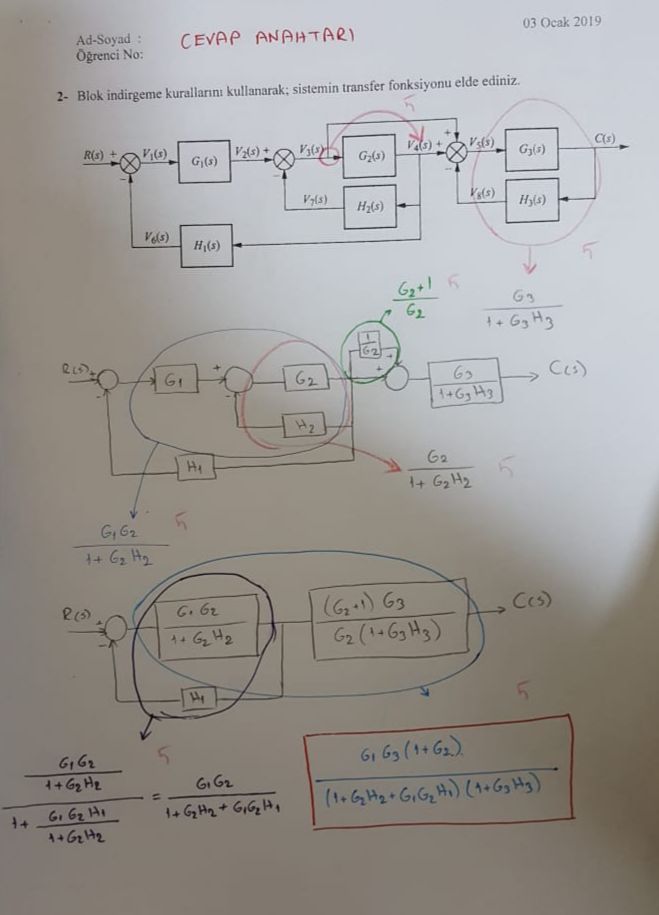 03 Ocak 2019
Ad-Soyad : CEVAP ANAHTARI
Öğrenci No:
2- Blok indirgeme kurallarını kullanarak; sistemin transfer fonksiyonu elde ediniz.
5
R(s) + V₁(s) G₁(s) V₂(s) + V₃(s) G₂(s) V₄(s) + + V₅(s) G₃(s) C(s)
- - -
V₇(s) H₂(s) V₈(s) H₃(s)
V₆(s) H₁(s)
5
G₂+1 / G₂ 5
G₃ / 1+G₃H₃
1/G₂
R(s) + G₁ + G₂ + + G₃ / 1+G₃H₃ C(s)
- -
H₂
H₁
G₂ / 1+G₂H₂ 5
G₁G₂ / 1+G₂H₂ 5
R(s) + G₁G₂ / 1+G₂H₂ (G₂+1) G₃ / G₂(1+G₃H₃) C(s)
-
H₁
5
5
G₁G₂ / 1+G₂H₂ / 1+ G₁G₂H₁ / 1+G₂H₂ = G₁G₂ / 1+G₂H₂+G₁G₂H₁
G₁G₃(1+G₂) / (1+G₂H₂+G₁G₂H₁)(1+G₃H₃)